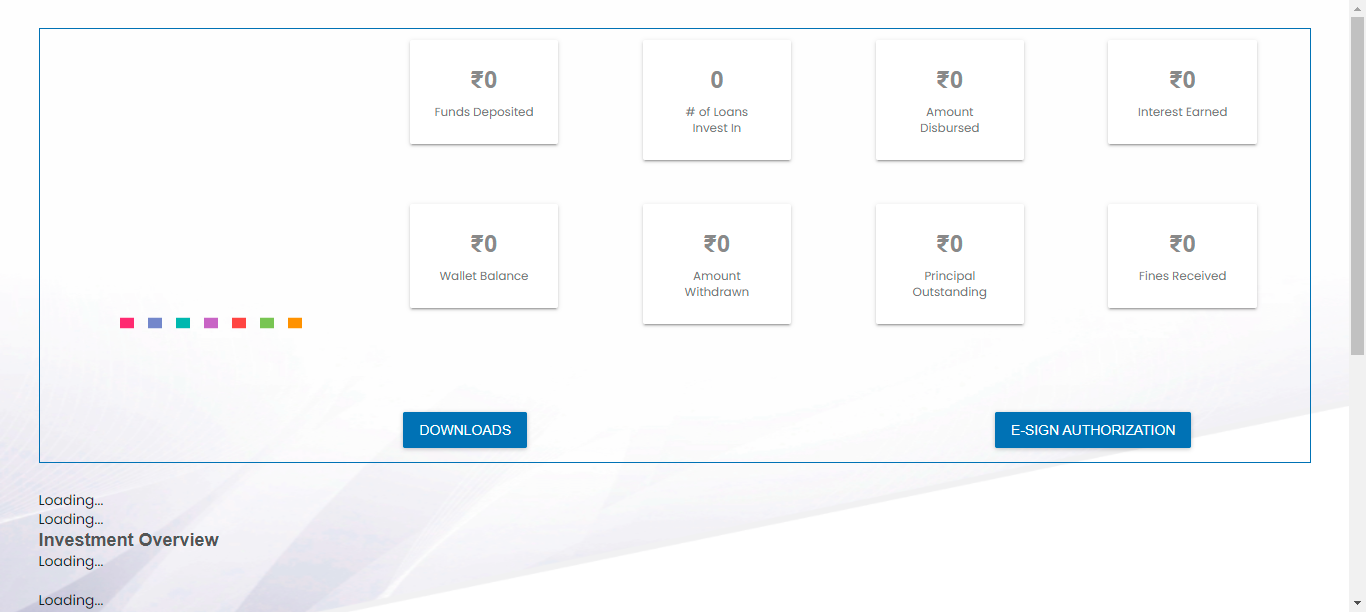 ₹0
Funds Deposited
0
# of Loans
Invest In
₹0
Amount
Disbursed
₹0
Interest Earned
₹0
Wallet Balance
₹0
Amount
Withdrawn
₹0
Principal
Outstanding
₹0
Fines Received
DOWNLOADS
E-SIGN AUTHORIZATION
Loading...
Loading...
Investment Overview
Loading...
Loading...